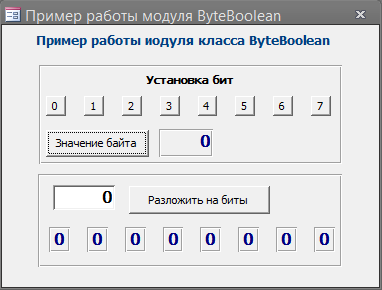 Пример работы модуля ByteBoolean
Пример работы иодуля класса ByteBoolean
Установка бит
0 1 2 3 4 5 6 7
Значение байта 0
0 Разложить на биты
0 0 0 0 0 0 0 0